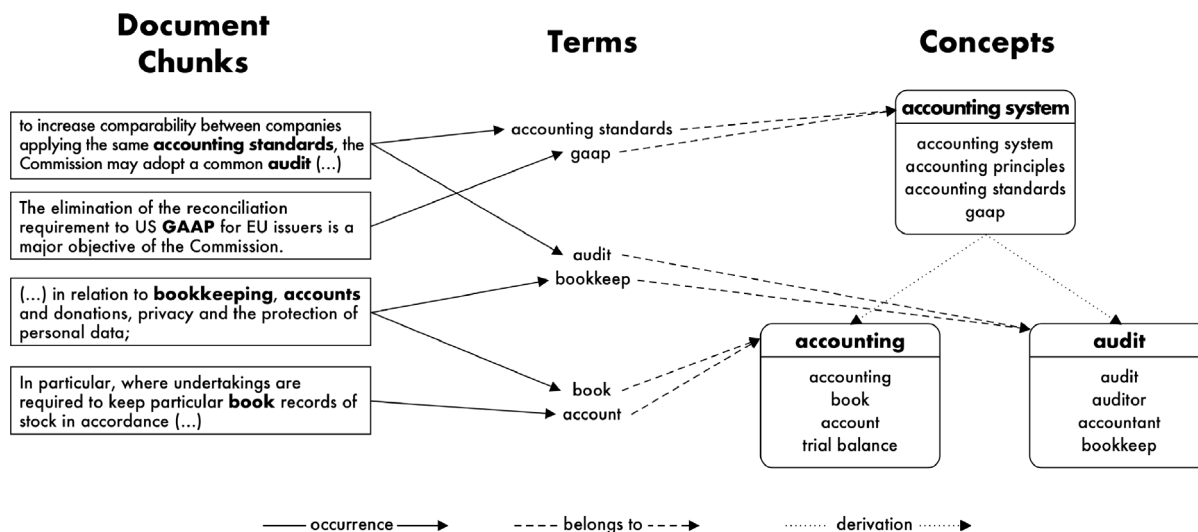 Document
Chunks
Terms
Concepts
to increase comparability between companies
applying the same accounting standards, the
Commission may adopt a common audit (...)
The elimination of the reconciliation
requirement to US GAAP for EU issuers is a
major objective of the Commission.
(...) in relation to bookkeeping, accounts
and donations, privacy and the protection of
personal data;
In particular, where undertakings are
required to keep particular book records of
stock in accordance (...)
accounting standards
gaap
audit
bookkeep
book
account
accounting system
accounting system
accounting principles
accounting standards
gaap
accounting
accounting
book
account
trial balance
audit
audit
auditor
accountant
bookkeep
occurrence
belongs to
derivation